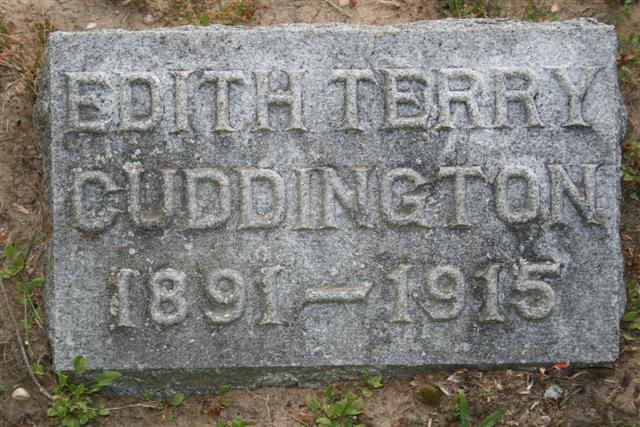 EDITH TERRY
CUDDINGTON
1891 — 1915